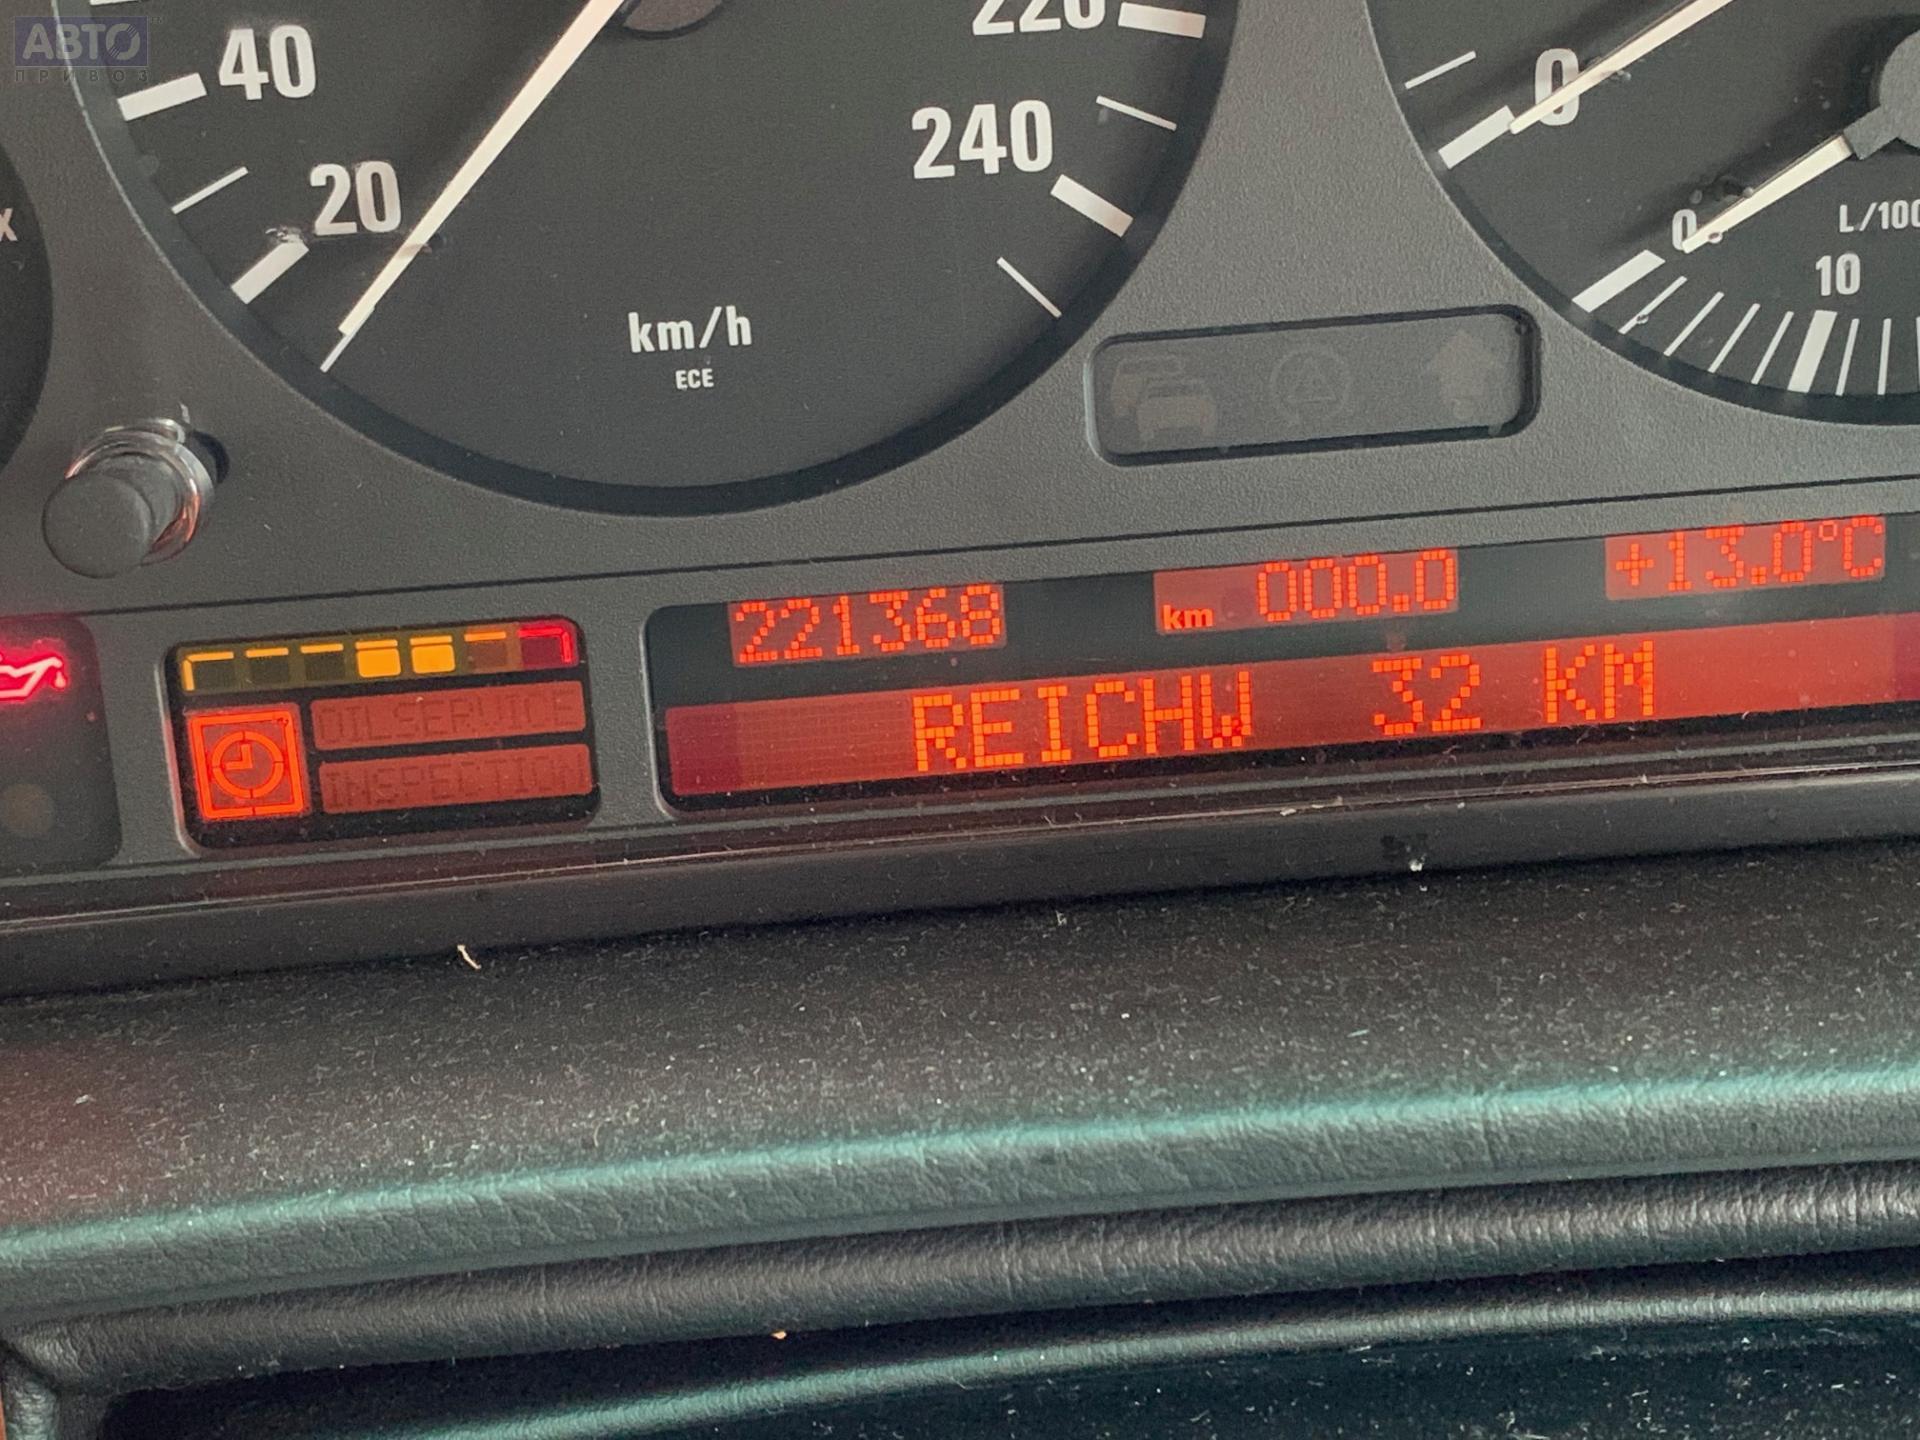 АВТО
ПРИВОЗ
40
20
220
240
km/h
ECE
0
0
L/100
10
221368
km 000.0
+13.0°C
REICHW 32 KM
OILSERVICE
INSPECTION